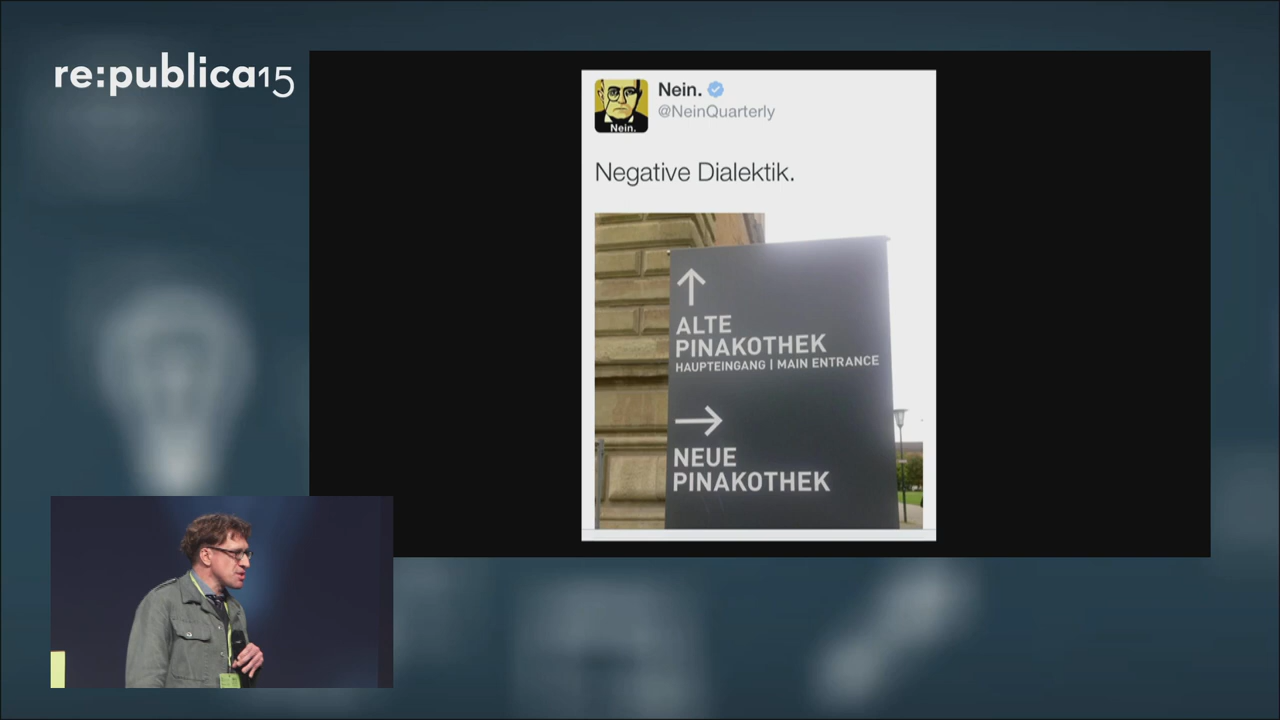 re:publica15
Nein.
@NeinQuarterly
Nein.
Negative Dialektik.
ALTE
PINAKOTHEK
HAUPTEINGANG | MAIN ENTRANCE
NEUE
PINAKOTHEK